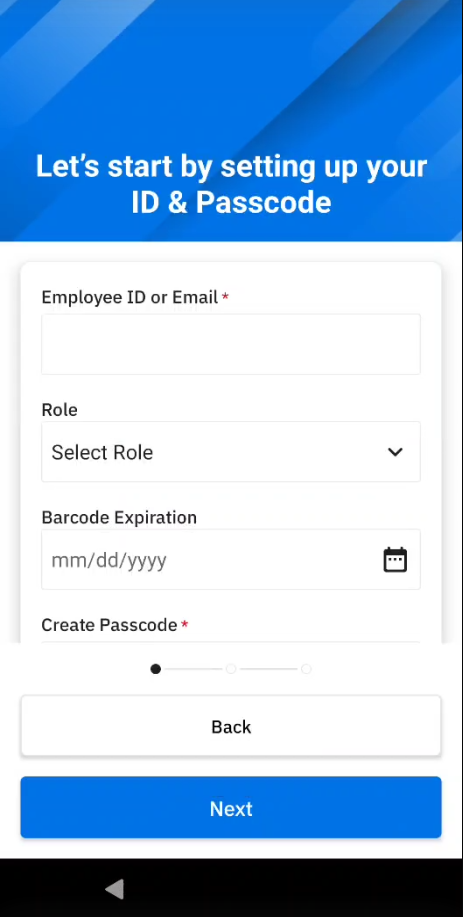 Let’s start by setting up your
ID & Passcode
Employee ID or Email *
Role
Select Role
Barcode Expiration
mm/dd/yyyy
Create Passcode *
Back
Next